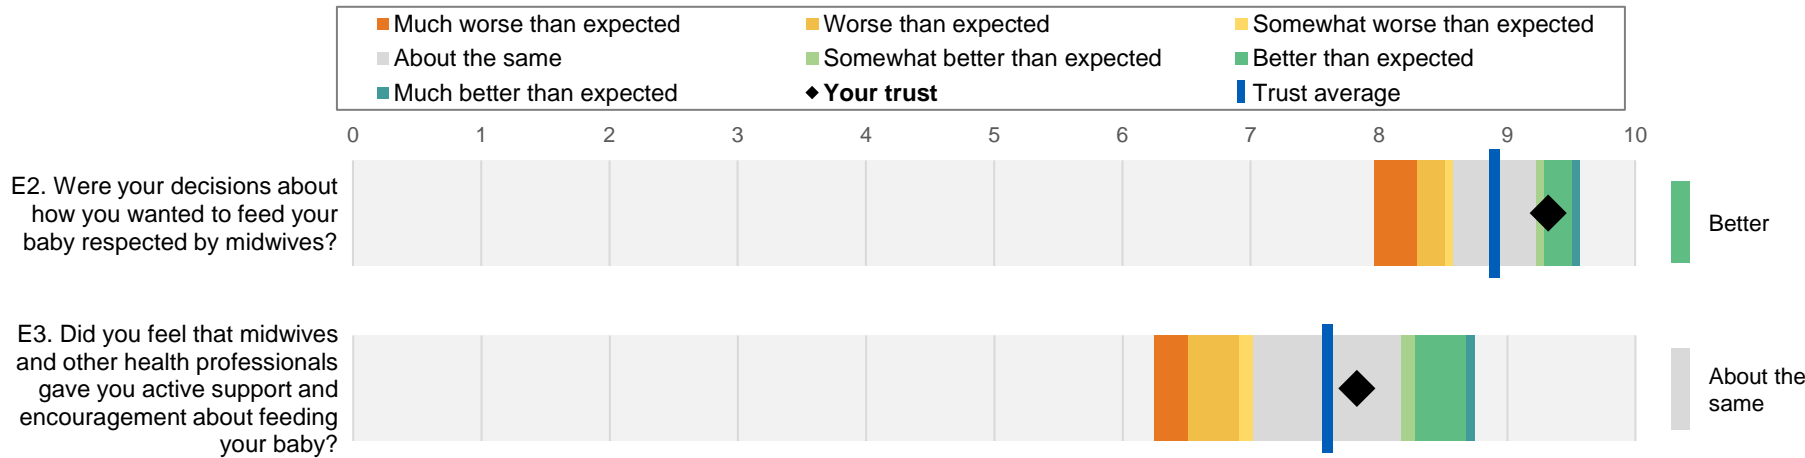 Much worse than expected
Worse than expected
Somewhat worse than expected
About the same
Somewhat better than expected
Better than expected
Much better than expected
Your trust
Trust average
0 1 2 3 4 5 6 7 8 9 10
E2. Were your decisions about
how you wanted to feed your
baby respected by midwives?
Better
E3. Did you feel that midwives
and other health professionals
gave you active support and
encouragement about feeding
your baby?
About the
same